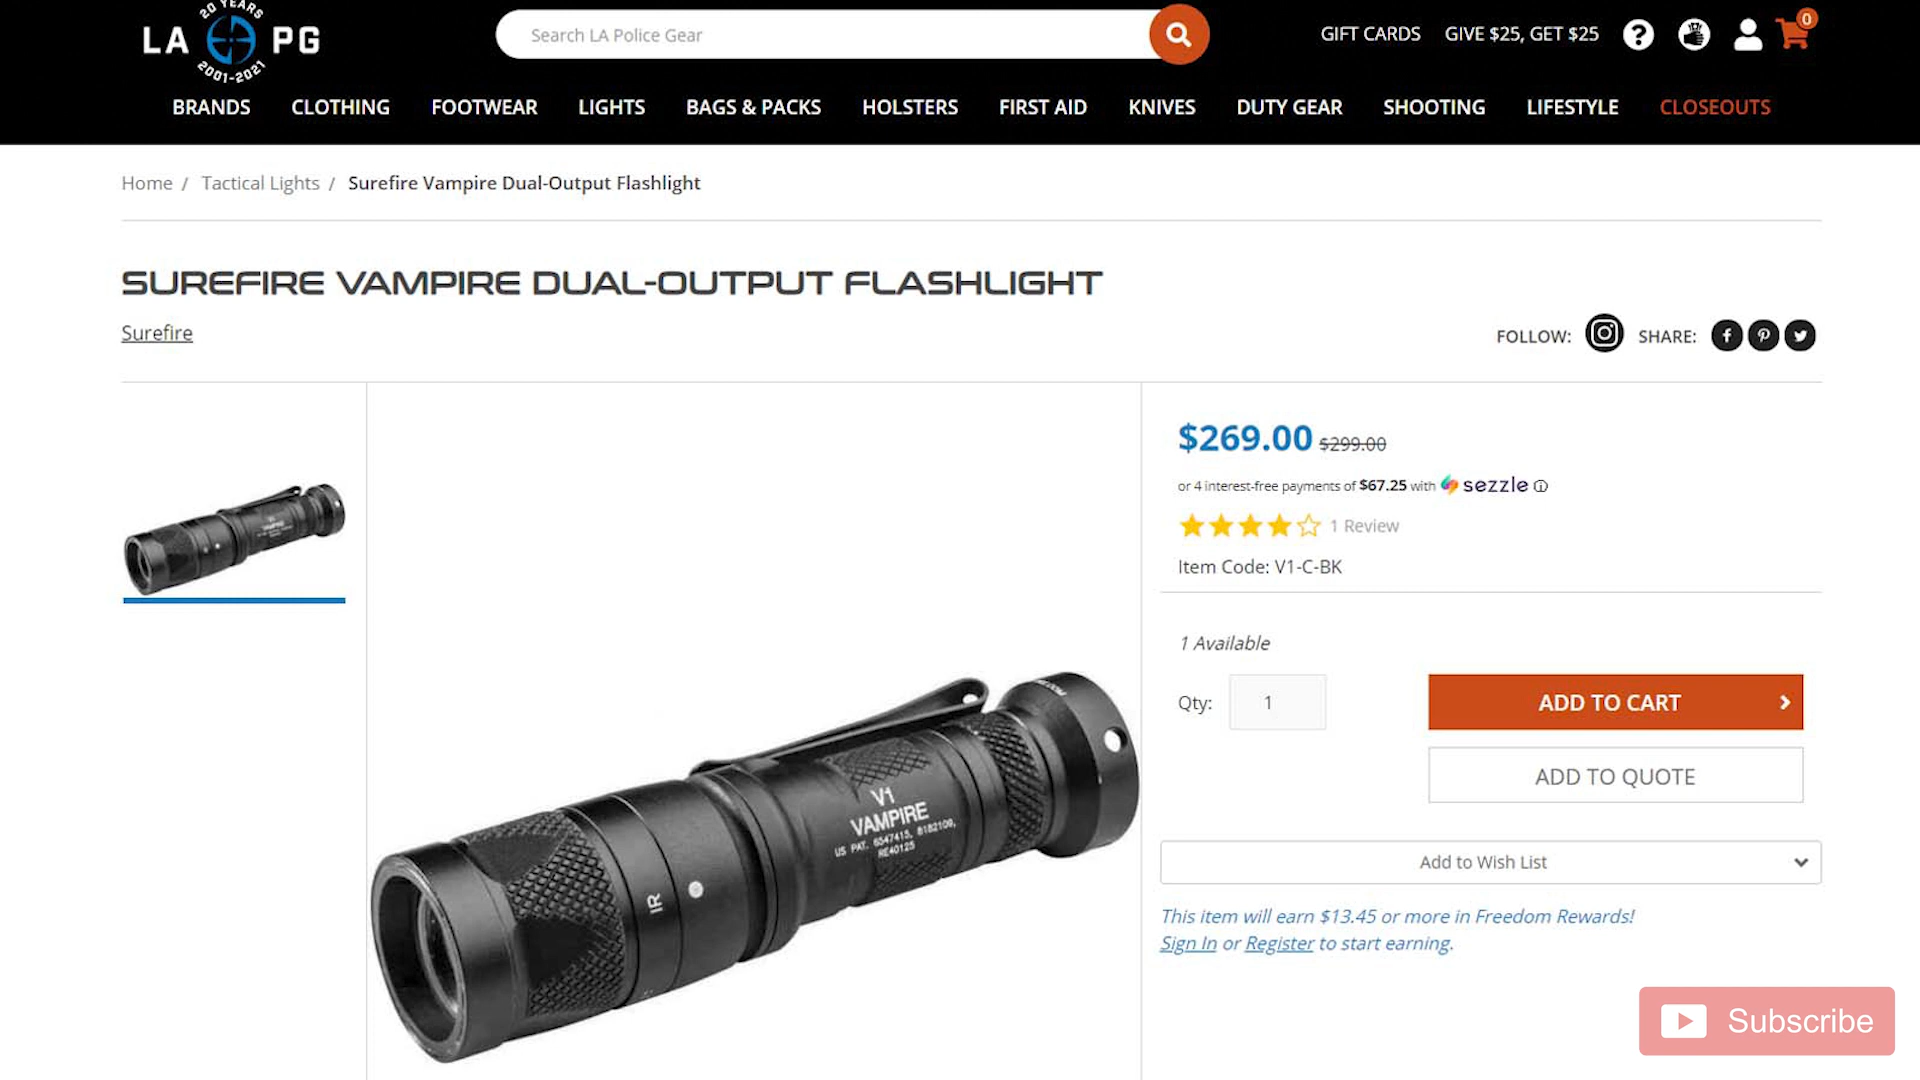 20 YEARS
LA PG
2001-2021
Search LA Police Gear
GIFT CARDS
GIVE $25, GET $25
?
0
BRANDS
CLOTHING
FOOTWEAR
LIGHTS
BAGS & PACKS
HOLSTERS
FIRST AID
KNIVES
DUTY GEAR
SHOOTING
LIFESTYLE
CLOSEOUTS
Home / Tactical Lights / Surefire Vampire Dual-Output Flashlight
SUREFIRE VAMPIRE DUAL-OUTPUT FLASHLIGHT
Surefire
FOLLOW:
SHARE:
$269.00 $299.00
or 4 interest-free payments of $67.25 with sezzle
1 Review
Item Code: V1-C-BK
1 Available
Qty: 1
ADD TO CART
ADD TO QUOTE
Add to Wish List
This item will earn $13.45 or more in Freedom Rewards!
Sign In or Register to start earning.
V1
VAMPIRE
US PAT. 6547415, 8182109,
RE40125
IR
Subscribe